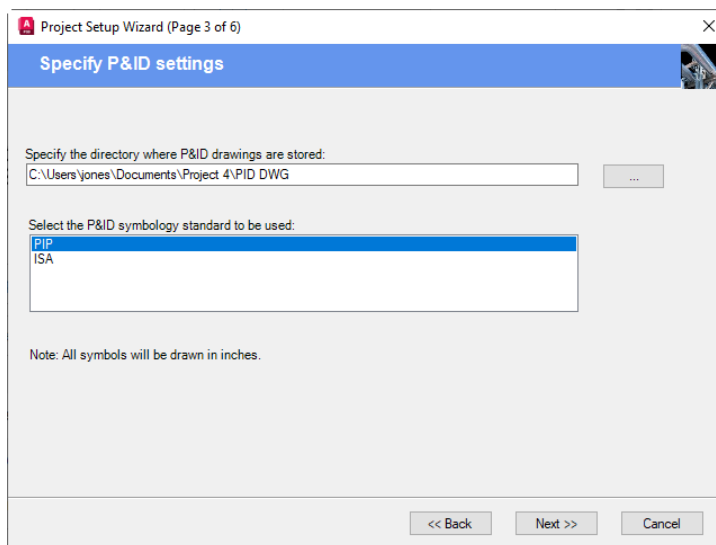 Project Setup Wizard (Page 3 of 6)
Specify P&ID settings
Specify the directory where P&ID drawings are stored:
C:\Users\jones\Documents\Project 4\PID DWG
...
Select the P&ID symbology standard to be used:
PIP
ISA
Note: All symbols will be drawn in inches.
<< Back Next >> Cancel